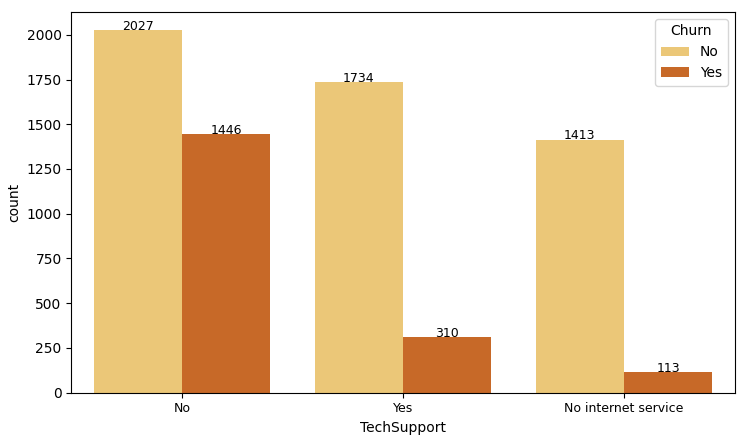 Churn
No
Yes
2027
1446
1734
310
1413
113
2000
1750
1500
1250
1000
750
500
250
0
count
No
Yes
No internet service
TechSupport